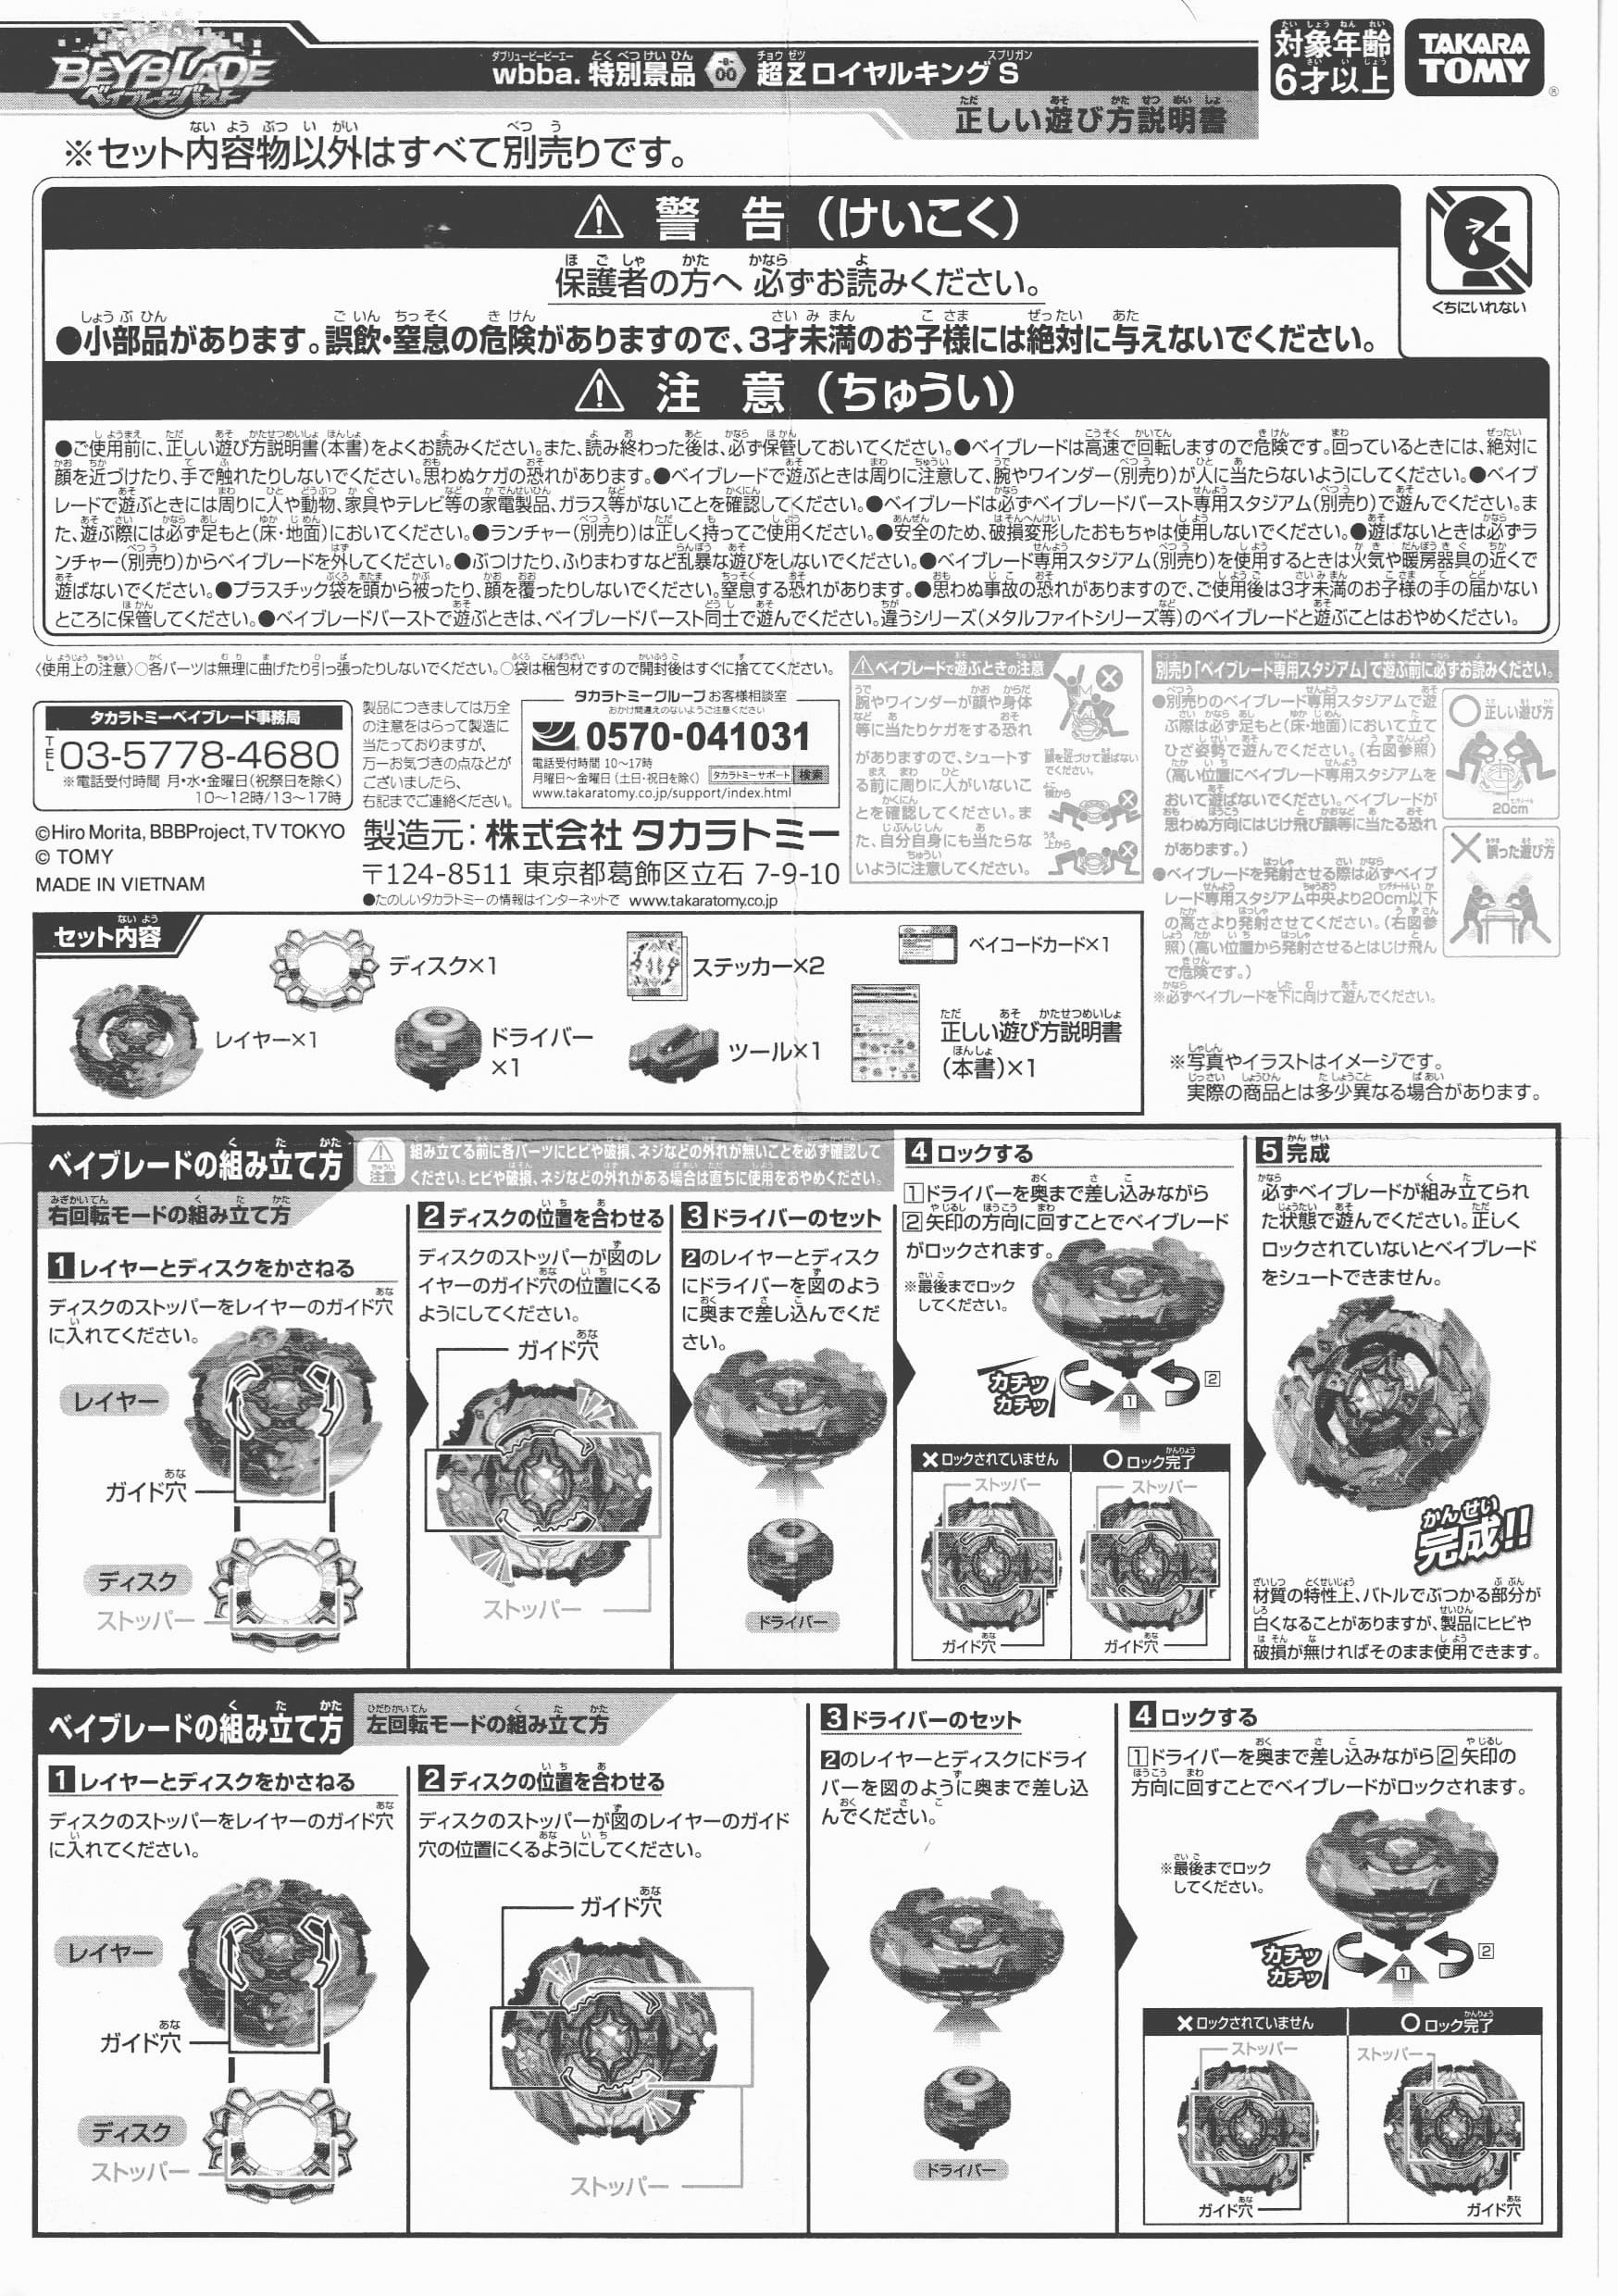 BEYBLADE
ベイブレードバースト
wbba. 特別景品 B-00 超Zロイヤルキング S
ダブリュービービーエー とくべつけいひん チョウゼツ スプリガン
正しい遊び方説明書
対象年齢
6才以上
TAKARA
TOMY
※セット内容物以外はすべて別売りです。
⚠ 警 告（けいこく）
保護者の方へ 必ずお読みください。
●小部品があります。誤飲・窒息の危険がありますので、3才未満のお子様には絶対に与えないでください。
くちにいれない
⚠ 注 意（ちゅうい）
●ご使用前に、正しい遊び方説明書（本書）をよくお読みください。また、読み終わった後は、必ず保管しておいてください。●ベイブレードは高速で回転しますので危険です。回っているときには、絶対に
顔を近づけたり、手で触れたりしないでください。思わぬケガの恐れがあります。●ベイブレードで遊ぶときは周りに注意して、腕やワインダー（別売り）が人に当たらないようにしてください。●ベイブ
レードで遊ぶときには周りに人や動物、家具やテレビ等の家電製品、ガラス等がないことを確認してください。●ベイブレードは必ずベイブレードバースト専用スタジアム（別売り）で遊んでください。ま
た、遊ぶ際には必ず足もと（床・地面）においてください。●ランチャー（別売り）は正しく持ってご使用ください。●安全のため、破損変形したおもちゃは使用しないでください。●遊ばないときは必ずラ
ンチャー（別売り）からベイブレードを外してください。●ぶつけたり、ふりまわすなど乱暴な遊びをしないでください。●ベイブレード専用スタジアム（別売り）を使用するときは火気や暖房器具の近くで
遊ばないでください。●プラスチック袋を頭から被ったり、顔を覆ったりしないでください。窒息する恐れがあります。●思わぬ事故の恐れがありますので、ご使用後は3才未満のお子様の手の届かない
ところに保管してください。●ベイブレードバーストで遊ぶときは、ベイブレードバースト同士で遊んでください。違うシリーズ（メタルファイトシリーズ等）のベイブレードと遊ぶことはおやめください。
〈使用上の注意〉○各パーツは無理に曲げたり引っ張ったりしないでください。○袋は梱包材ですので開封後はすぐに捨ててください。
タカラトミーベイブレード事務局
TEL 03-5778-4680
※電話受付時間 月・水・金曜日（祝祭日を除く）
10〜12時/13〜17時
製品につきましては万全
の注意をはらって製造に
当たっておりますが、
万一お気づきの点などが
ございましたら、
右記までご連絡ください。
タカラトミーグループ お客様相談室
おかけ間違えのないようご注意ください
0570-041031
電話受付時間 10〜17時
月曜日〜金曜日（土日・祝日を除く） タカラトミーサポート 検索
www.takaratomy.co.jp/support/index.html
©Hiro Morita, BBBProject, TV TOKYO
© TOMY
MADE IN VIETNAM
製造元：株式会社 タカラトミー
〒124-8511 東京都葛飾区立石 7-9-10
●たのしいタカラトミーの情報はインターネットで www.takaratomy.co.jp
⚠ベイブレードで遊ぶときの注意
腕やワインダーが顔や身体
等に当たりケガをする恐れ
がありますので、シュートす
る前に周りに人がいないこ
とを確認してください。ま
た、自分自身にも当たらな
いように注意してください。
顔を近づけて遊ばない
でください。
横から
上から
別売り「ベイブレード専用スタジアム」で遊ぶ前に必ずお読みください。
●別売りのベイブレード専用スタジアムで遊
ぶ際は必ず足もと（床・地面）において立て
ひざ姿勢で遊んでください。（右図参照）
（高い位置にベイブレード専用スタジアムを
おいて遊ばないでください。ベイブレードが
思わぬ方向にはじけ飛び顔等に当たる恐れ
があります。）
●ベイブレードを発射させる際は必ずベイブ
レード専用スタジアム中央より20cm以下
の高さより発射させてください。（右図参
照）（高い位置から発射させるとはじけ飛ん
で危険です。）
※必ずベイブレードを下に向けて遊んでください。
○正しい遊び方
20cm
×誤った遊び方
※写真やイラストはイメージです。
実際の商品とは多少異なる場合があります。
セット内容
レイヤー×1
ディスク×1
ドライバー
×1
ステッカー×2
ツール×1
ベイコードカード×1
正しい遊び方説明書
（本書）×1
ベイブレードの組み立て方
⚠注意 組み立てる前に各パーツにヒビや破損、ネジなどの外れが無いことを必ず確認して
ください。ヒビや破損、ネジなどの外れがある場合は直ちに使用をおやめください。
右回転モードの組み立て方
1 レイヤーとディスクをかさねる
ディスクのストッパーをレイヤーのガイド穴
に入れてください。
レイヤー
ガイド穴
ディスク
ストッパー
2 ディスクの位置を合わせる
ディスクのストッパーが図のレ
イヤーのガイド穴の位置にくる
ようにしてください。
ガイド穴
ストッパー
3 ドライバーのセット
2のレイヤーとディスク
にドライバーを図のよう
に奥まで差し込んでくだ
さい。
ドライバー
4 ロックする
1ドライバーを奥まで差し込みながら
2矢印の方向に回すことでベイブレード
がロックされます。
※最後までロック
してください。
カチッ
カチッ
1
2
×ロックされていません
○ロック完了
ストッパー
ストッパー
ガイド穴
ガイド穴
5 完成
必ずベイブレードが組み立てられ
た状態で遊んでください。正しく
ロックされていないとベイブレード
をシュートできません。
かんせい
完成!!
材質の特性上、バトルでぶつかる部分が
白くなることがありますが、製品にヒビや
破損が無ければそのまま使用できます。
ベイブレードの組み立て方
左回転モードの組み立て方
1 レイヤーとディスクをかさねる
ディスクのストッパーをレイヤーのガイド穴
に入れてください。
レイヤー
ガイド穴
ディスク
ストッパー
2 ディスクの位置を合わせる
ディスクのストッパーが図のレイヤーのガイド
穴の位置にくるようにしてください。
ガイド穴
ストッパー
3 ドライバーのセット
2のレイヤーとディスクにドライ
バーを図のように奥まで差し込
んでください。
ドライバー
4 ロックする
1ドライバーを奥まで差し込みながら2矢印の
方向に回すことでベイブレードがロックされます。
※最後までロック
してください。
カチッ
カチッ
1
2
×ロックされていません
○ロック完了
ストッパー
ストッパー
ガイド穴
ガイド穴